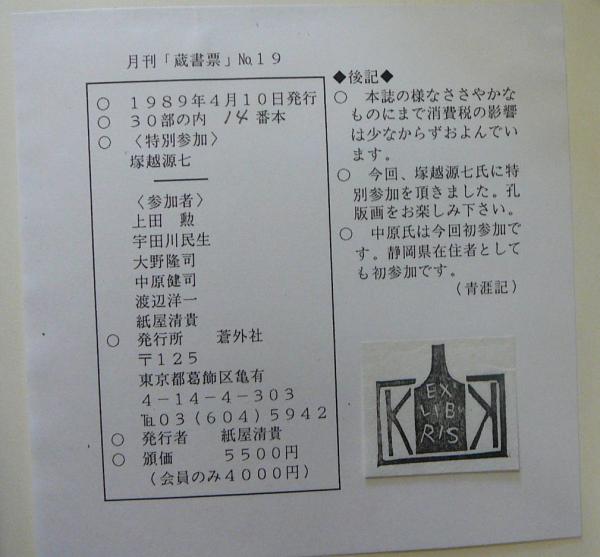 月刊「蔵書票」№19
○ 1989年4月10日発行
○ 30部の内 14番本
○ 〈特別参加〉
塚越源七
〈参加者〉
上田 勲
宇田川民生
大野隆司
中原健司
渡辺洋一
紙屋清貴
○ 発行所 蒼外社
〒125
東京都葛飾区亀有
4-14-4-303
℡03(604)5942
○ 発行者 紙屋清貴
○ 頒価 5500円
(会員のみ4000円)
◆後記◆
○ 本誌の様なささやかな
ものにまで消費税の影響
は少なからずおよんでい
ます。
○ 今回、塚越源七氏に特
別参加を頂きました。孔
版画をお楽しみ下さい。
○ 中原氏は今回初参加で
す。静岡県在住者として
も初参加です。
(青涯記)
K K
EX
LIB
RIS